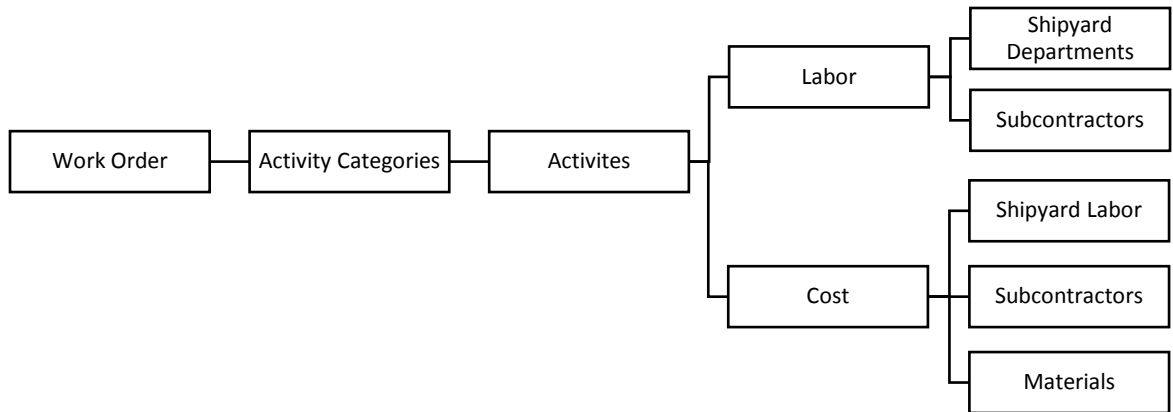 Work Order
Activity Categories
Activites
Labor
Shipyard
Departments
Subcontractors
Cost
Shipyard Labor
Subcontractors
Materials